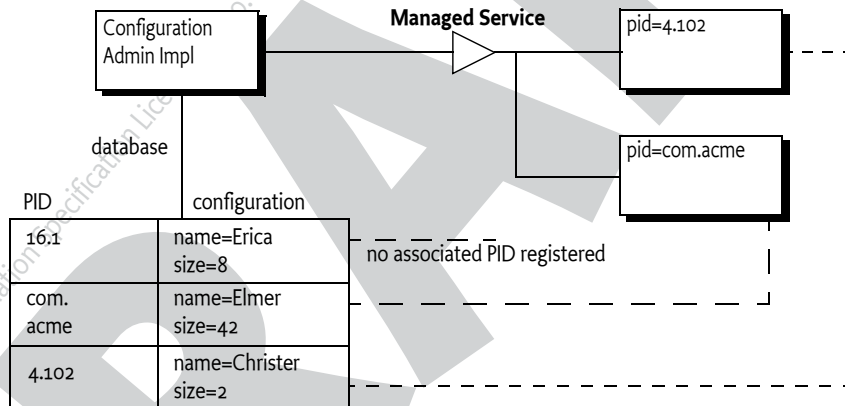 Managed Service
Configuration
Admin Impl
pid=4.102
database
pid=com.acme
PID
configuration
16.1
name=Erica
size=8
no associated PID registered
com.
acme
name=Elmer
size=42
4.102
name=Christer
size=2